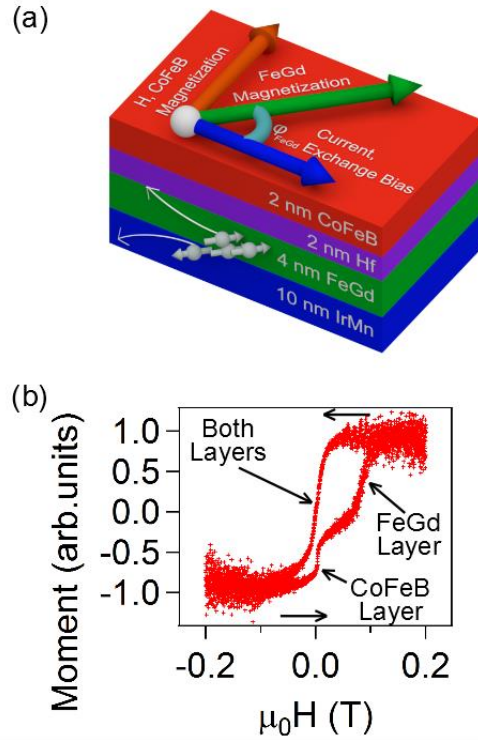 (a)
H, CoFeB
Magnetization
FeGd
Magnetization
φFeGd
Current,
Exchange Bias
2 nm CoFeB
2 nm Hf
4 nm FeGd
10 nm IrMn
(b)
Moment (arb.units)
1.0
0.5
0.0
-0.5
-1.0
Both
Layers
FeGd
Layer
CoFeB
Layer
-0.2
0.0
0.2
μ0H (T)